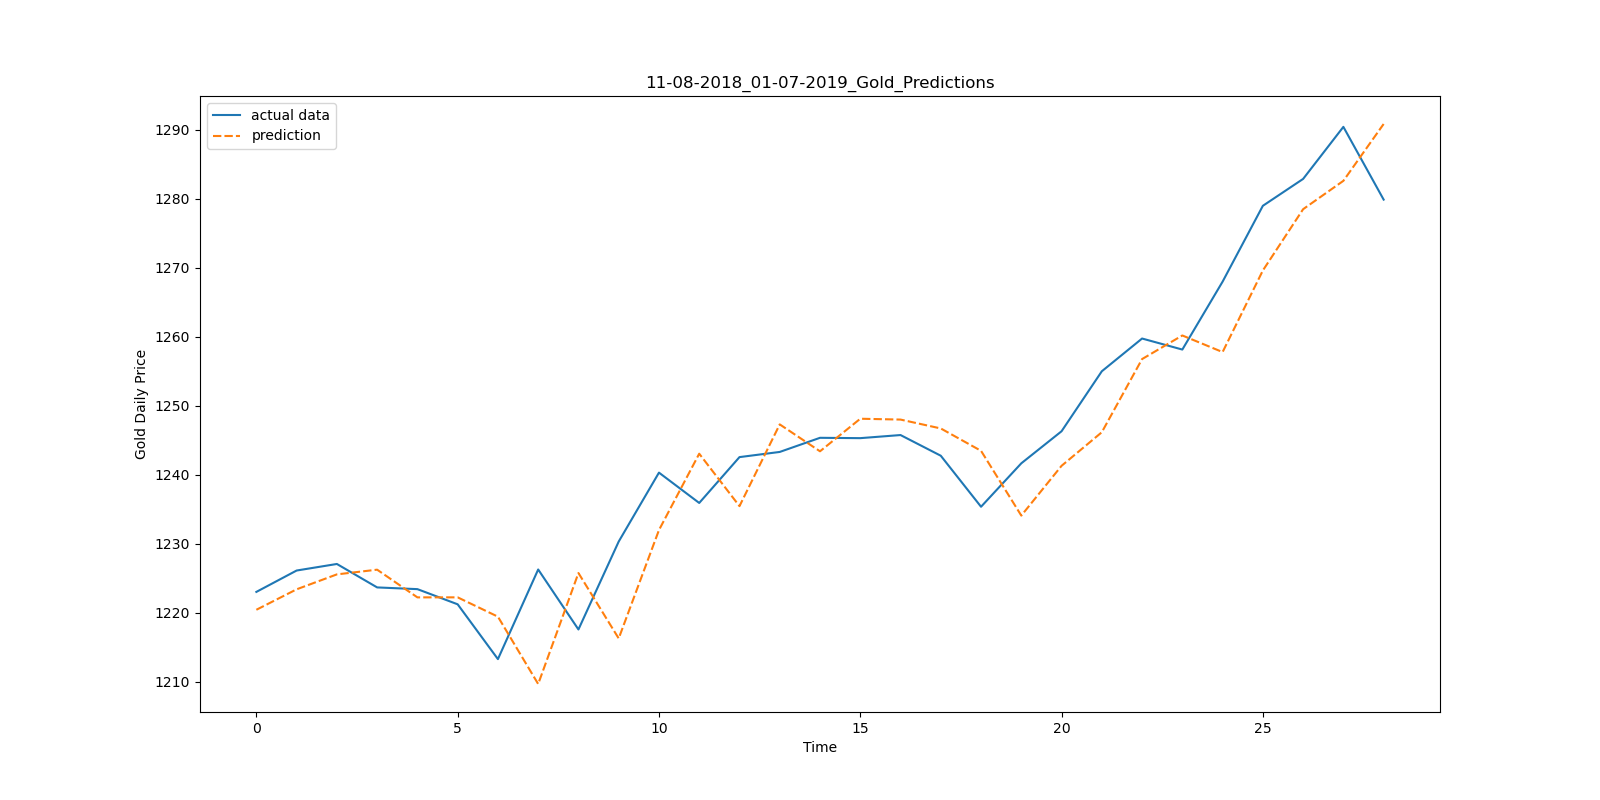 11-08-2018_01-07-2019_Gold_Predictions
actual data
prediction
1290
1280
1270
1260
1250
1240
1230
1220
1210
Gold Daily Price
0 5 10 15 20 25
Time